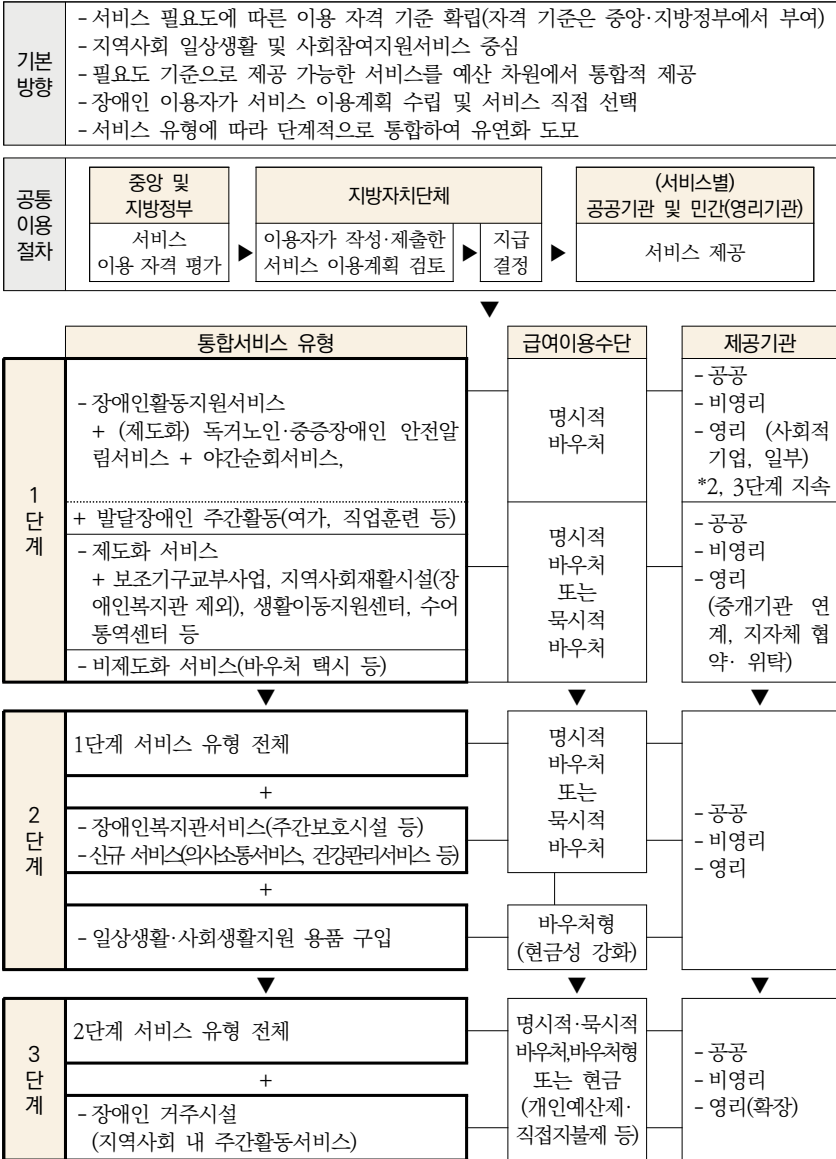 기본
방향
- 서비스 필요도에 따른 이용 자격 기준 확립(자격 기준은 중앙·지방정부에서 부여)
- 지역사회 일상생활 및 사회참여지원서비스 중심
- 필요도 기준으로 제공 가능한 서비스를 예산 차원에서 통합적 제공
- 장애인 이용자가 서비스 이용계획 수립 및 서비스 직접 선택
- 서비스 유형에 따라 단계적으로 통합하여 유연화 도모
공통
이용
절차
중앙 및
지방정부
서비스
이용 자격 평가
▶
지방자치단체
이용자가 작성·제출한
서비스 이용계획 검토
▶
지급
결정
▶
(서비스별)
공공기관 및 민간(영리기관)
서비스 제공
▼
통합서비스 유형
급여이용수단
제공기관
1
단
계
- 장애인활동지원서비스
+ (제도화) 독거노인·중증장애인 안전알
림서비스 + 야간순회서비스,
명시적
바우처
- 공공
- 비영리
- 영리 (사회적
기업, 일부)
*2, 3단계 지속
+ 발달장애인 주간활동(여가, 직업훈련 등)
- 제도화 서비스
+ 보조기구교부사업, 지역사회재활시설(장
애인복지관 제외), 생활이동지원센터, 수어
통역센터 등
- 비제도화 서비스(바우처 택시 등)
명시적
바우처
또는
묵시적
바우처
- 공공
- 비영리
- 영리
(중개기관 연
계, 지자체 협
약· 위탁)
▼ ▼ ▼
2
단
계
1단계 서비스 유형 전체
+
- 장애인복지관서비스(주간보호시설 등)
- 신규 서비스(의사소통서비스, 건강관리서비스 등)
+
- 일상생활·사회생활지원 용품 구입
명시적
바우처
또는
묵시적
바우처
바우처형
(현금성 강화)
- 공공
- 비영리
- 영리
▼ ▼ ▼
3
단
계
2단계 서비스 유형 전체
+
- 장애인 거주시설
(지역사회 내 주간활동서비스)
명시적·묵시적
바우처,바우처형
또는 현금
(개인예산제·
직접지불제 등)
- 공공
- 비영리
- 영리(확장)